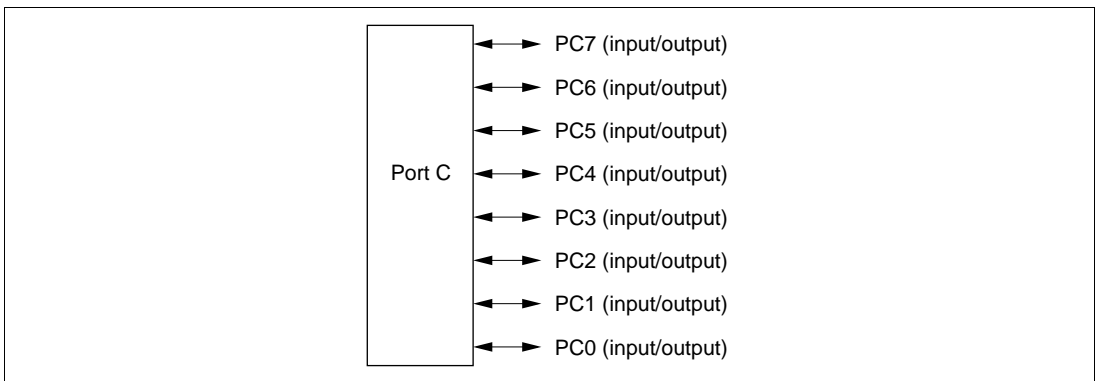 PC7 (input/output)
PC6 (input/output)
PC5 (input/output)
Port C
PC4 (input/output)
PC3 (input/output)
PC2 (input/output)
PC1 (input/output)
PC0 (input/output)